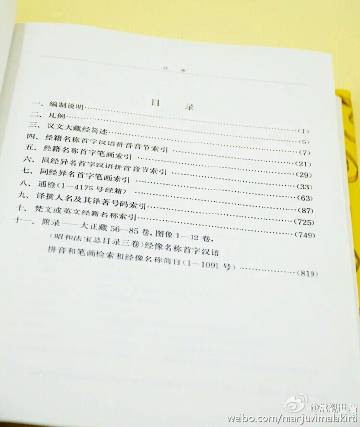 目 录
一、编制说明 (1)
二、凡例 (5)
三、汉文大藏经简述 (7)
四、经籍名称首字汉语拼音音节索引 (21)
五、经籍名称首字笔画索引 (29)
六、同经异名首字汉语拼音音节索引 (33)
七、同经异名首字笔画索引 (63)
八、通检(1—4175号经籍) (87)
九、译撰人名及其译著号码索引 (725)
十、梵文或英文经籍名称索引 (749)
十一、附录——大正藏56—85卷,图像1—12卷,
(昭和法宝总目录三卷)经像名称首字汉语
拼音和笔画检索和经像名称简目(1—1091号) (819)
weibo.com/manjuvimalakirti